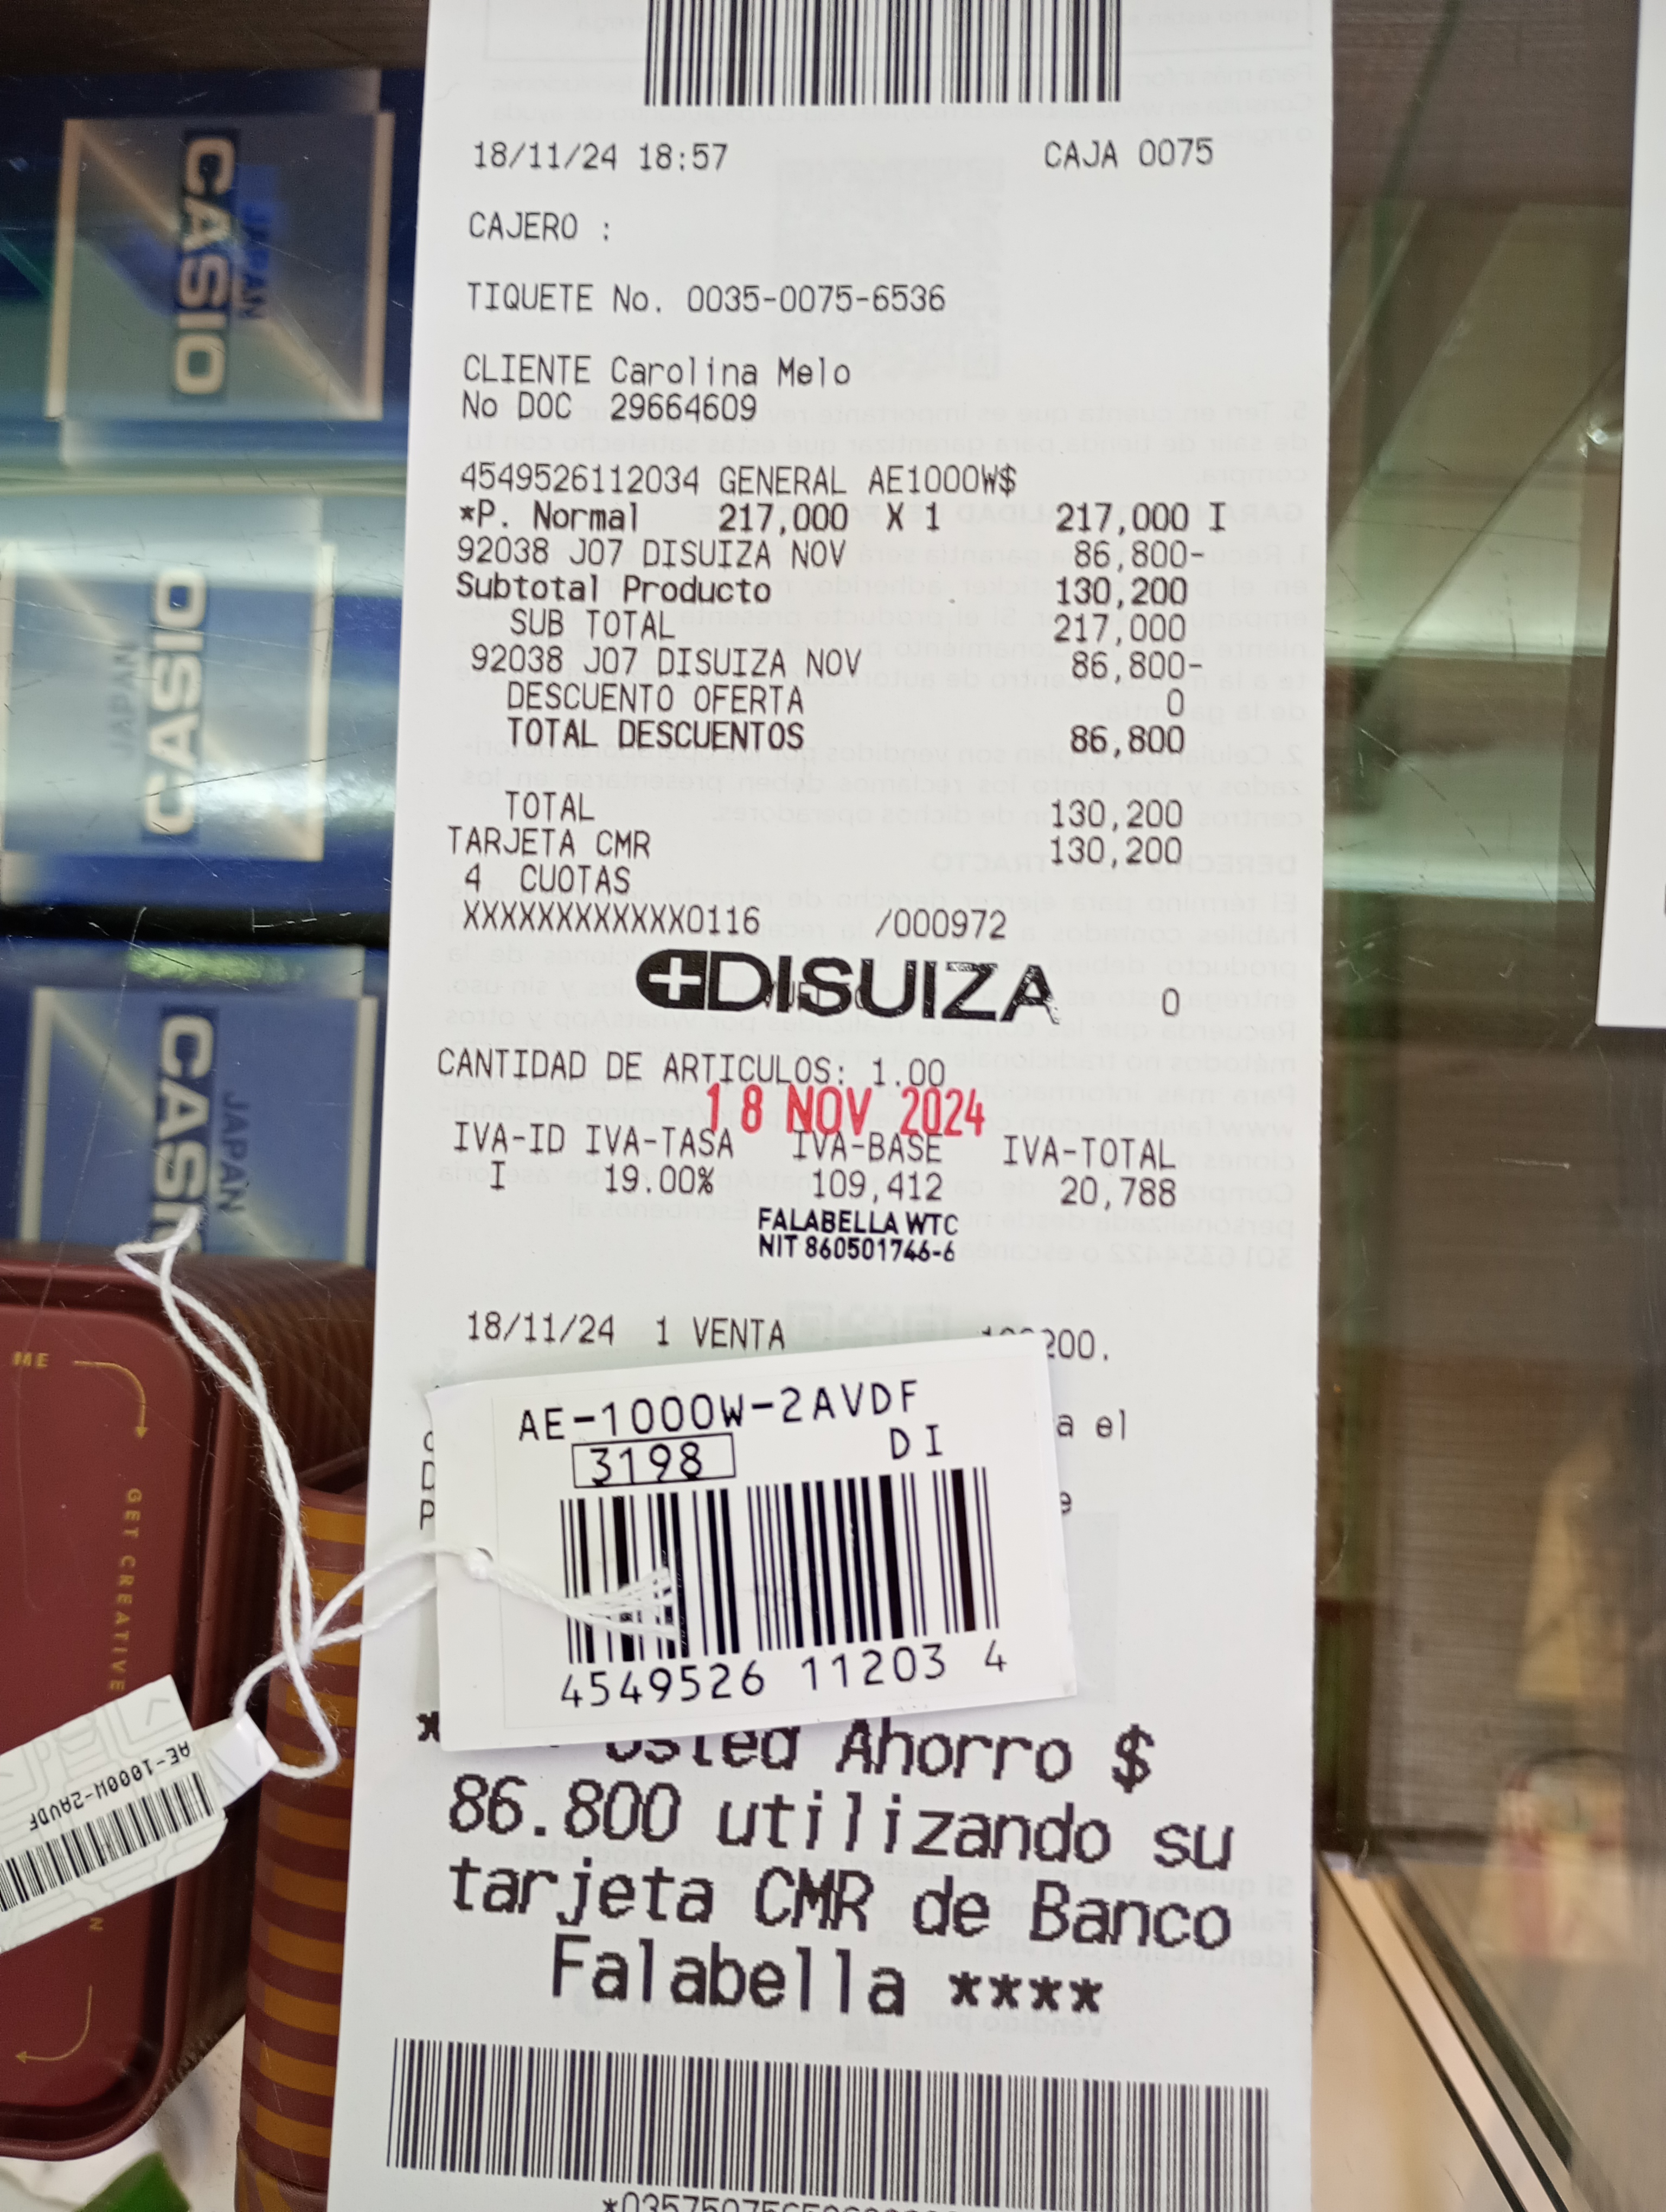 18/11/24 18:57 CAJA 0075
CAJERO :
TIQUETE No. 0035-0075-6536
CLIENTE Carolina Melo
No DOC 29664609
4549526112034 GENERAL AE1000W$
*P. Normal 217,000 X 1 217,000 I
92038 J07 DISUIZA NOV 86,800-
Subtotal Producto 130,200
SUB TOTAL 217,000
92038 J07 DISUIZA NOV 86,800-
DESCUENTO OFERTA 0
TOTAL DESCUENTOS 86,800
TOTAL 130,200
TARJETA CMR 130,200
4 CUOTAS
XXXXXXXXXXXX0116 /000972
DISUIZA
0
CANTIDAD DE ARTICULOS: 1.00
18 NOV 2024
IVA-ID IVA-TASA IVA-BASE IVA-TOTAL
I 19.00% 109,412 20,788
FALABELLA WTC
NIT 860501746-6
18/11/24 1 VENTA
a el
AE-1000W-2AVDF
3198 DI
4549526 11203 4
Usted Ahorro $
86.800 utilizando su
tarjeta CMR de Banco
Falabella ****
CASIO
JAPAN
CASIO
JAPAN
CASIO
JAPAN
ME
GET CREATIVE
AE-1000W-2AVDF